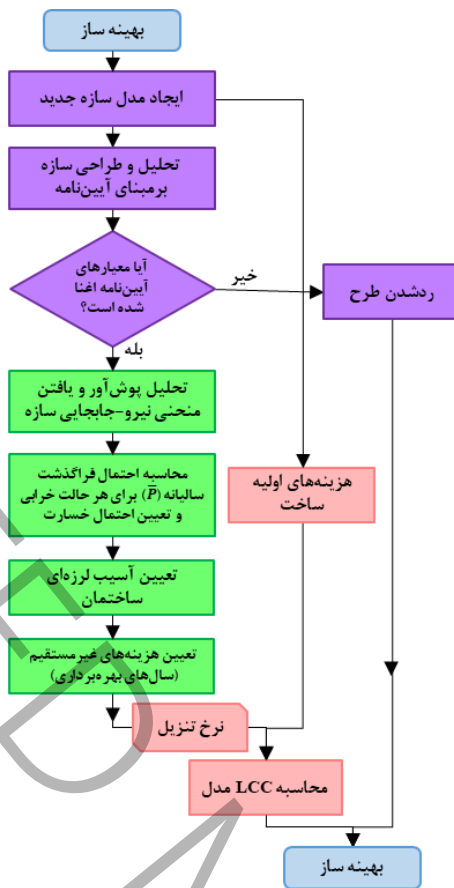 بهینه ساز
ایجاد مدل سازه جدید
تحلیل و طراحی سازه
برمبنای آیین‌نامه
آیا معیارهای
آیین‌نامه اغنا
شده است؟
خیر
ردشدن طرح
بله
تحلیل پوش‌آور و یافتن
منحنی نیرو-جابجایی سازه
محاسبه احتمال فراگذشت
سالیانه (P̅) برای هر حالت خرابی
و تعیین احتمال خسارت
هزینه‌های اولیه
ساخت
تعیین آسیب لرزه‌ای
ساختمان
تعیین هزینه‌های غیرمستقیم
(سال‌های بهره‌برداری)
نرخ تنزیل
محاسبه LCC مدل
بهینه ساز